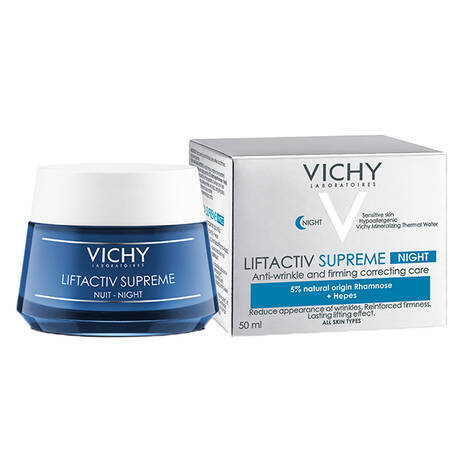 VICHY
LABORATOIRES
LIFTACTIV SUPREME
NUIT - NIGHT
VICHY
LABORATOIRES
NIGHT
Sensitive skin
Hypoallergenic
Vichy Mineralizing Thermal Water
LIFTACTIV SUPREME NIGHT
Anti-wrinkle and firming correcting care
5% natural origin Rhamnose
+ Hepes
Reduce appearance of wrinkles. Reinforced firmness.
Lasting lifting effect.
50 ml
ALL SKIN TYPES